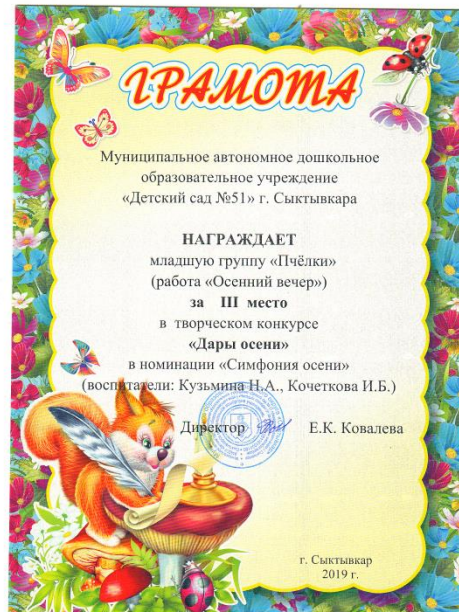 ГРАМОТА
Муниципальное автономное дошкольное
образовательное учреждение
«Детский сад №51» г. Сыктывкара
НАГРАЖДАЕТ
младшую группу «Пчёлки»
(работа «Осенний вечер»)
за III место
в творческом конкурсе
«Дары осени»
в номинации «Симфония осени»
(воспитатели: Кузьмина Н.А., Кочеткова И.Б.)
Директор Е.К. Ковалева
г. Сыктывкар
2019 г.